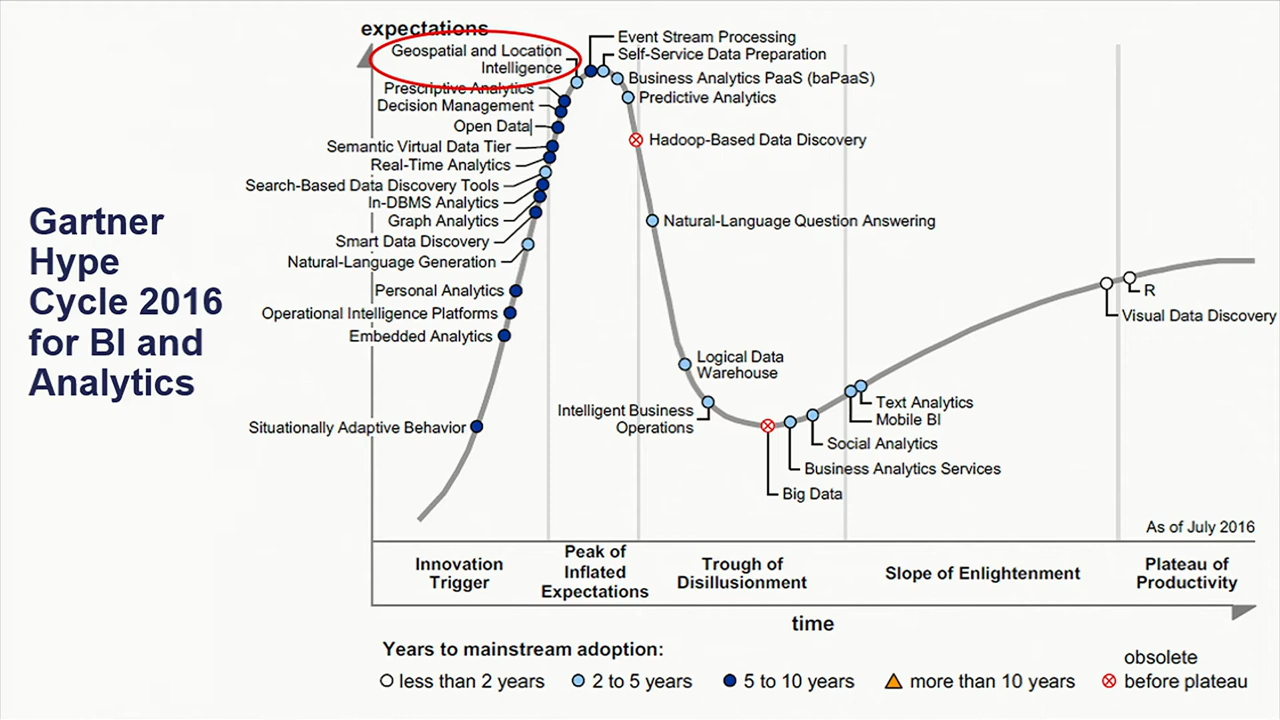 Gartner
Hype
Cycle 2016
for BI and
Analytics
expectations
Geospatial and Location
Intelligence
Prescriptive Analytics
Decision Management
Open Data
Semantic Virtual Data Tier
Real-Time Analytics
Search-Based Data Discovery Tools
In-DBMS Analytics
Graph Analytics
Smart Data Discovery
Natural-Language Generation
Personal Analytics
Operational Intelligence Platforms
Embedded Analytics
Situationally Adaptive Behavior
Event Stream Processing
Self-Service Data Preparation
Business Analytics PaaS (baPaaS)
Predictive Analytics
Hadoop-Based Data Discovery
Natural-Language Question Answering
Logical Data
Warehouse
Intelligent Business
Operations
Big Data
Business Analytics Services
Social Analytics
Mobile BI
Text Analytics
Visual Data Discovery
R
As of July 2016
Innovation
Trigger
Peak of
Inflated
Expectations
Trough of
Disillusionment
Slope of Enlightenment
Plateau of
Productivity
time
Years to mainstream adoption:
less than 2 years
2 to 5 years
5 to 10 years
more than 10 years
obsolete
before plateau